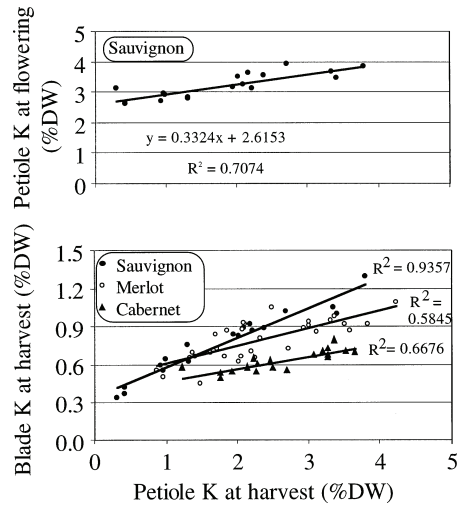 Petiole K at flowering
(%DW)
5
4
3
2
1
0
Sauvignon
y = 0.3324x + 2.6153
R² = 0.7074
Blade K at harvest (%DW)
1.5
1.2
0.9
0.6
0.3
0.0
Sauvignon
Merlot
Cabernet
R² = 0.9357
R² =
0.5845
R² = 0.6676
0 1 2 3 4 5
Petiole K at harvest (%DW)